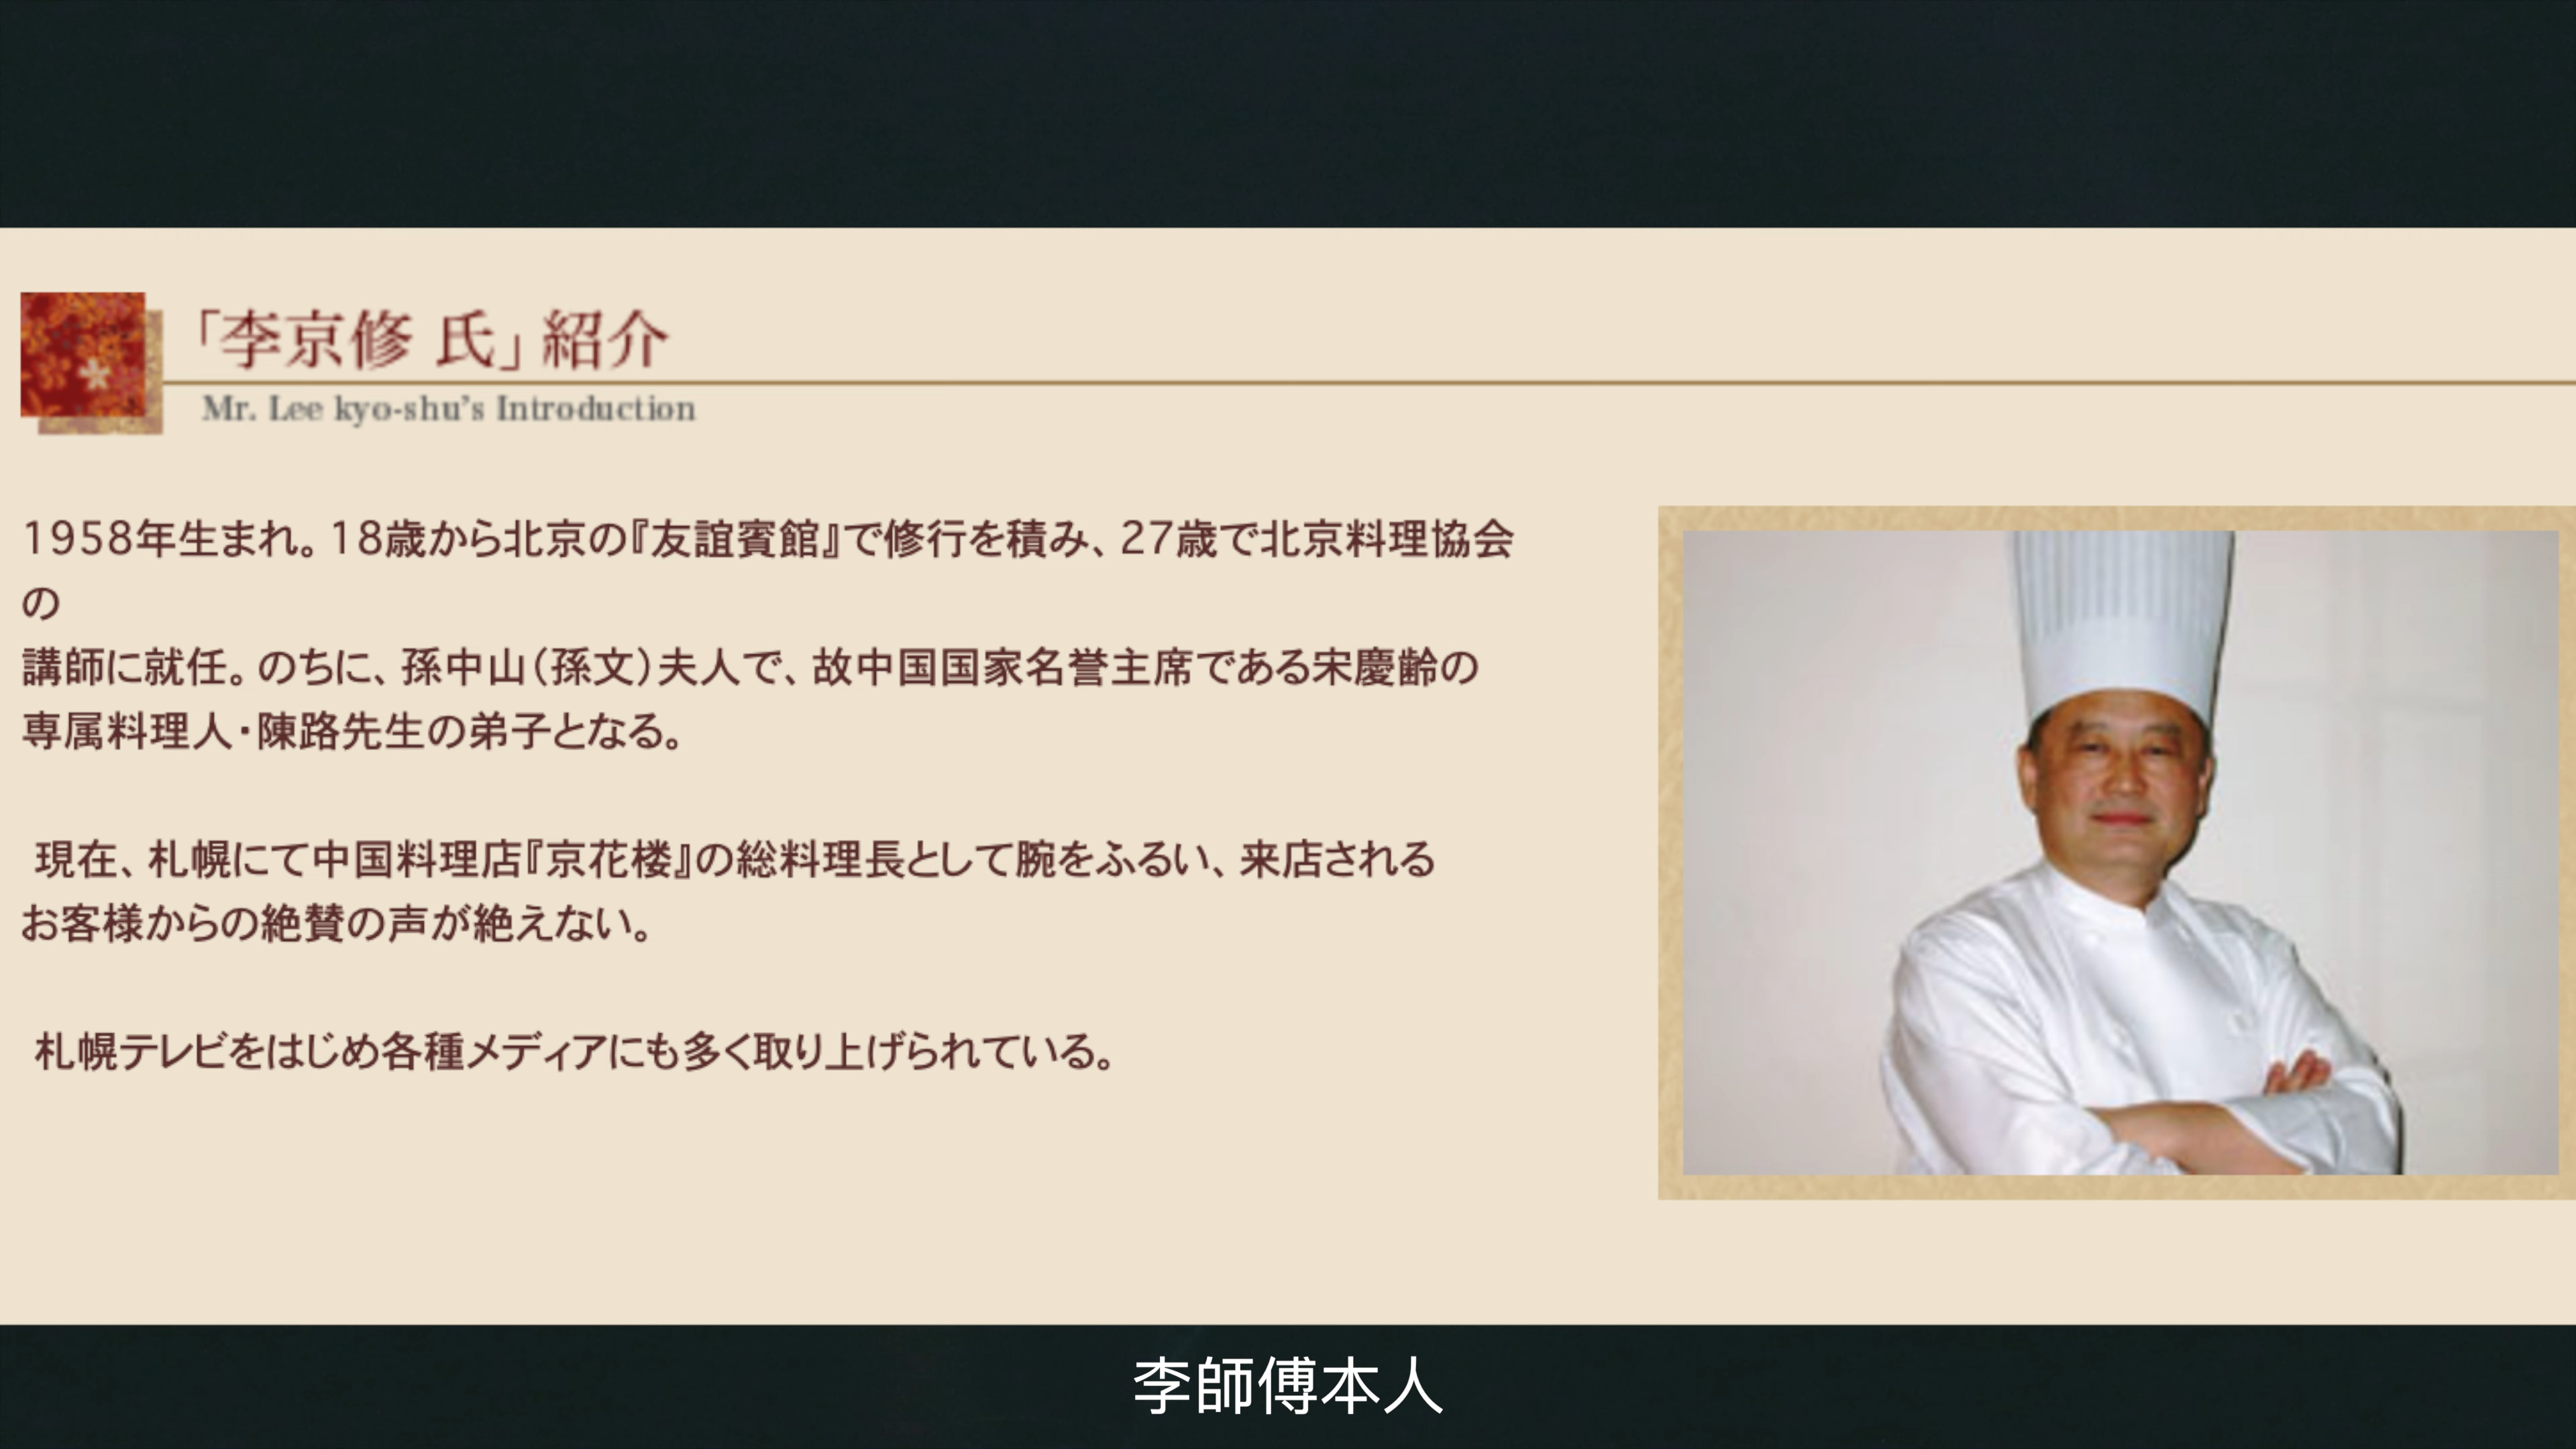 「李京修 氏」紹介
Mr. Lee kyo-shu's Introduction
1958年生まれ。18歳から北京の『友誼賓館』で修行を積み、27歳で北京料理協会
の
講師に就任。のちに、孫中山（孫文）夫人で、故中国国家名誉主席である宋慶齢の
専属料理人・陳路先生の弟子となる。
現在、札幌にて中国料理店『京花楼』の総料理長として腕をふるい、来店される
お客様からの絶賛の声が絶えない。
札幌テレビをはじめ各種メディアにも多く取り上げられている。
李師傅本人